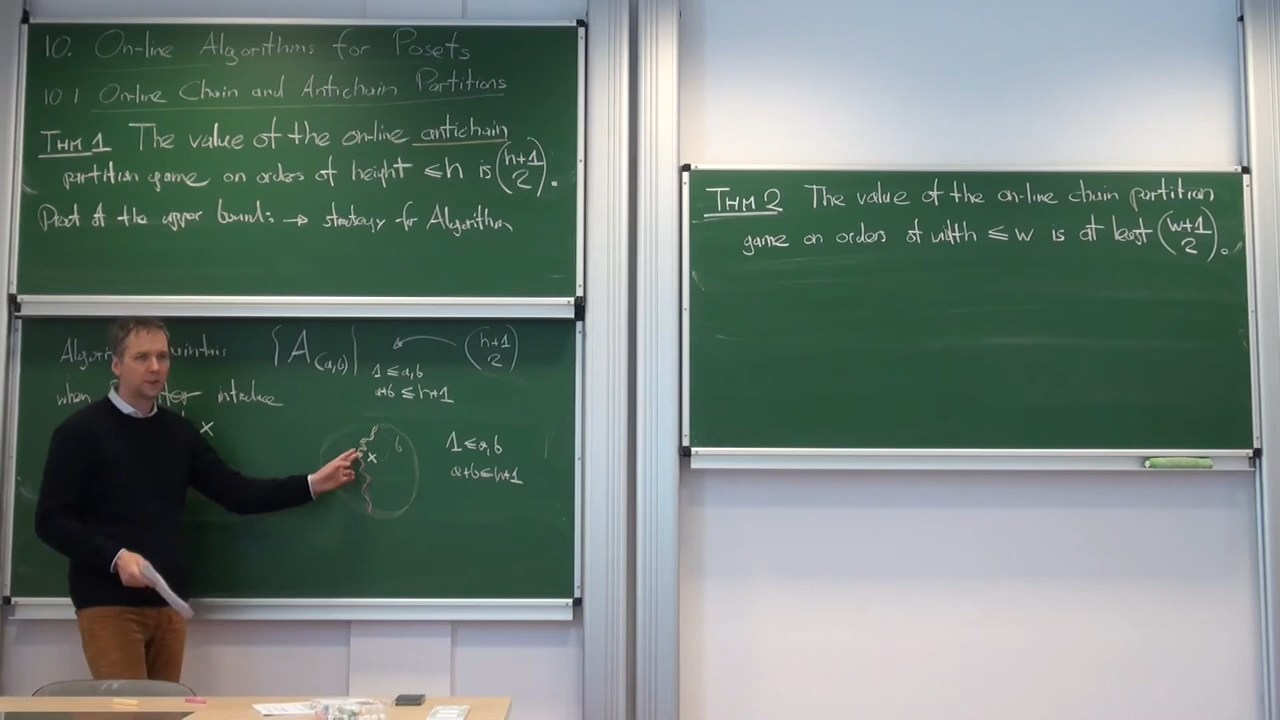 10. On-line Algorithms for Posets
10.1 On-line Chain and Antichain Partitions
THM 1 The value of the on-line antichain
partition game on orders of height ≤ h is (h+1 2).
Proof of the upper bound: → strategy for Algorithm
Algorithm A(a,b) (h+1 2)
1 ≤ a,b
a+b ≤ h+1
when introduce
x
x b
1 ≤ a,b
a+b ≤ h+1
THM 2 The value of the on-line chain partition
game on orders of width ≤ w is at least (w+1 2).